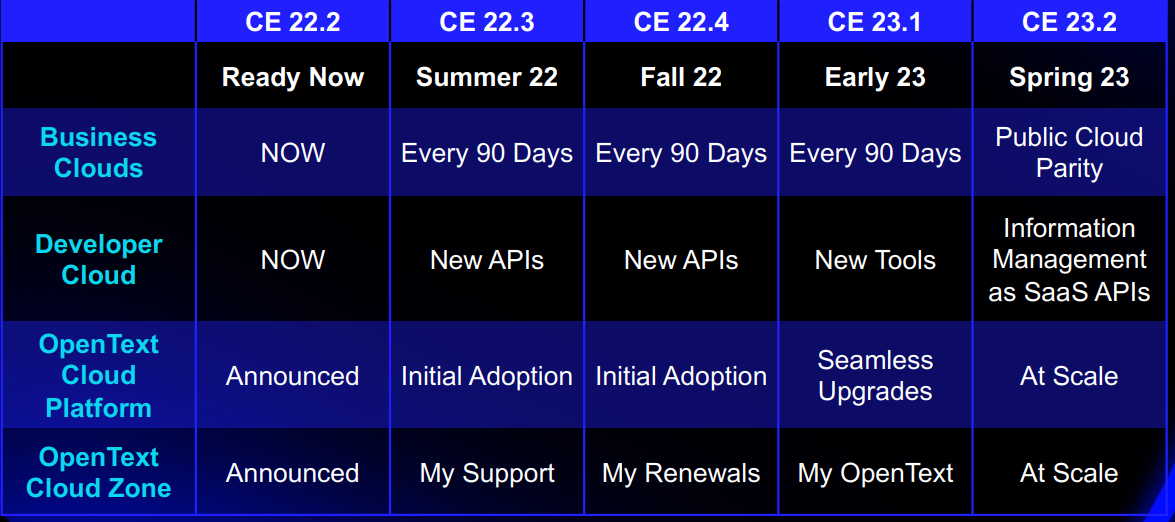 CE 22.2 CE 22.3 CE 22.4 CE 23.1 CE 23.2
Ready Now Summer 22 Fall 22 Early 23 Spring 23
Business
Clouds
NOW Every 90 Days Every 90 Days Every 90 Days
Public Cloud
Parity
Developer
Cloud
NOW New APIs New APIs New Tools
Information
Management
as SaaS APIs
OpenText
Cloud
Platform
Announced Initial Adoption Initial Adoption
Seamless
Upgrades
At Scale
OpenText
Cloud Zone
Announced My Support My Renewals My OpenText At Scale